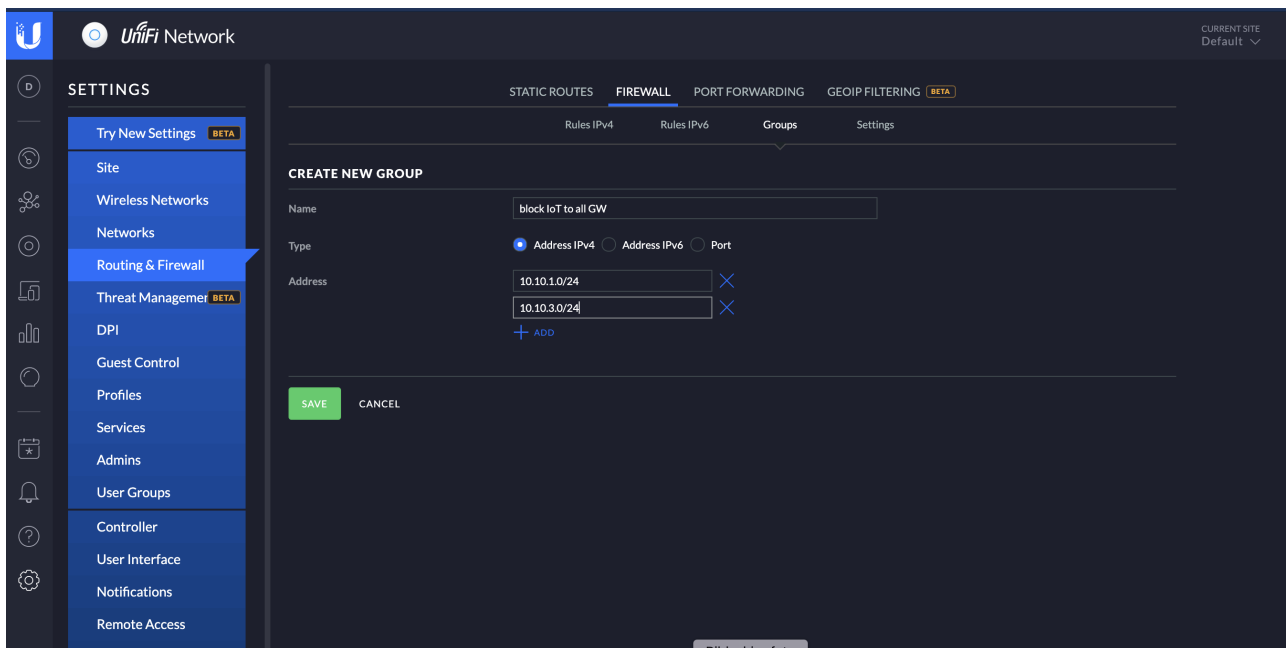 UniFi Network
CURRENT SITE
Default
D
SETTINGS
STATIC ROUTES FIREWALL PORT FORWARDING GEOIP FILTERING BETA
Try New Settings BETA
Rules IPv4 Rules IPv6 Groups Settings
Site
CREATE NEW GROUP
Wireless Networks
Name block IoT to all GW
Networks
Type Address IPv4 Address IPv6 Port
Routing & Firewall
Address 10.10.1.0/24
Threat Managemen BETA
10.10.3.0/24
DPI
ADD
Guest Control
Profiles
SAVE CANCEL
Services
Admins
User Groups
Controller
User Interface
Notifications
Remote Access